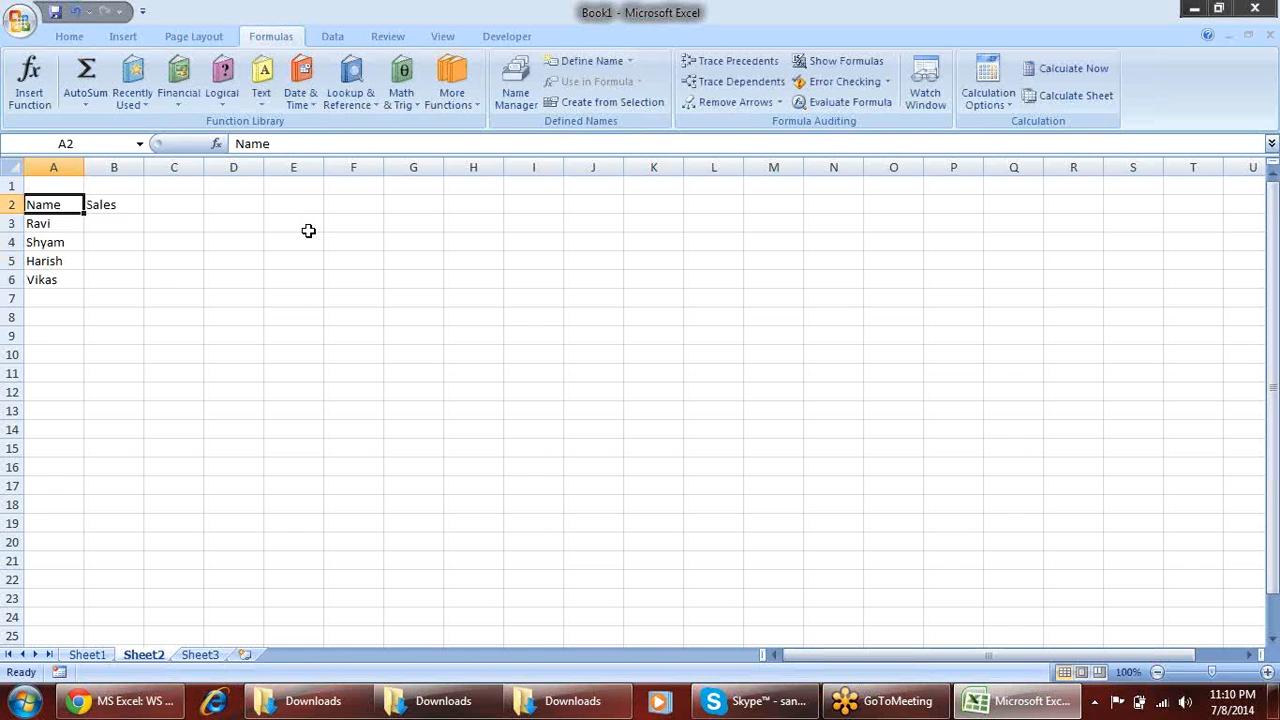 Book1 - Microsoft Excel
Home Insert Page Layout Formulas Data Review View Developer
fx Insert Function
Σ AutoSum
Recently Used
Financial
Logical
Text
Date & Time
Lookup & Reference
Math & Trig
More Functions
Function Library
Name Manager
Define Name
Use in Formula
Create from Selection
Defined Names
Trace Precedents
Trace Dependents
Remove Arrows
Show Formulas
Error Checking
Evaluate Formula
Formula Auditing
Watch Window
Calculation Options
Calculate Now
Calculate Sheet
Calculation
A2 fx Name
A B C D E F G H I J K L M N O P Q R S T U
1
2 Name Sales
3 Ravi
4 Shyam
5 Harish
6 Vikas
7
8
9
10
11
12
13
14
15
16
17
18
19
20
21
22
23
24
25
Sheet1 Sheet2 Sheet3
Ready 100%
MS Excel: WS ... Downloads Downloads Downloads Skype™ - san... GoToMeeting Microsoft Exc... 11:10 PM
7/8/2014